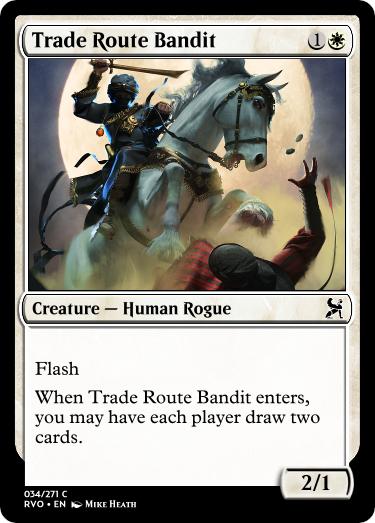 Trade Route Bandit 1
Creature — Human Rogue
Flash
When Trade Route Bandit enters,
you may have each player draw two
cards.
2/1
034/271 C
RVO • EN Mike Heath